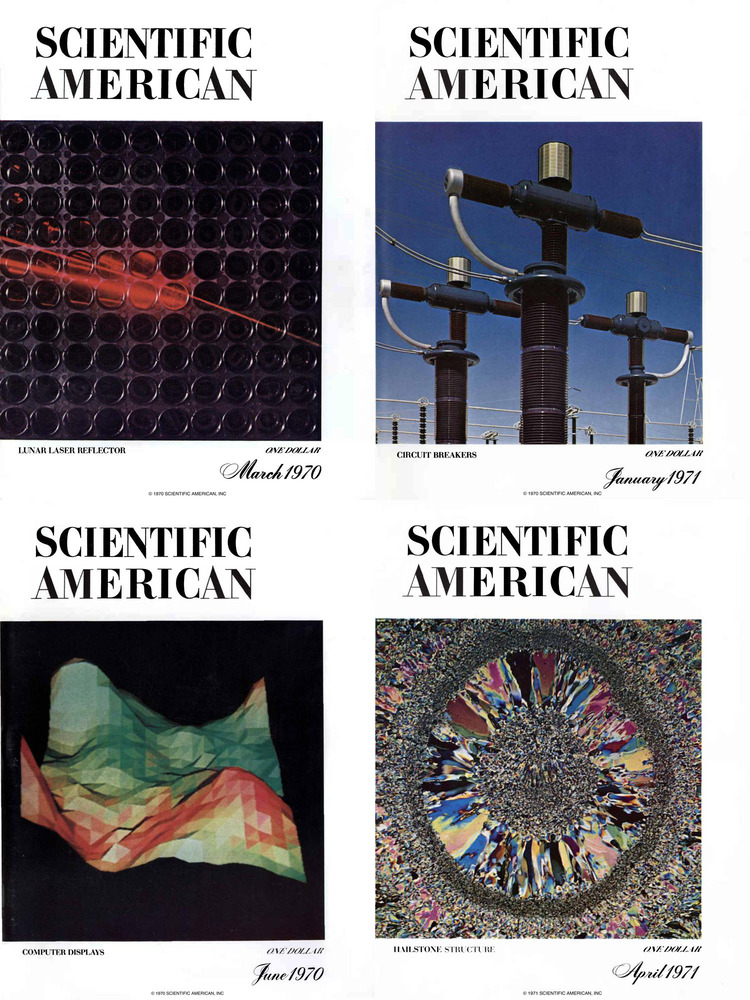 SCIENTIFIC
AMERICAN
LUNAR LASER REFLECTOR
ONE DOLLAR
March 1970
© 1970 SCIENTIFIC AMERICAN, INC
SCIENTIFIC
AMERICAN
CIRCUIT BREAKERS
ONE DOLLAR
January 1971
© 1970 SCIENTIFIC AMERICAN, INC
SCIENTIFIC
AMERICAN
COMPUTER DISPLAYS
ONE DOLLAR
June 1970
© 1970 SCIENTIFIC AMERICAN, INC
SCIENTIFIC
AMERICAN
HAILSTONE STRUCTURE
ONE DOLLAR
April 1971
© 1971 SCIENTIFIC AMERICAN, INC